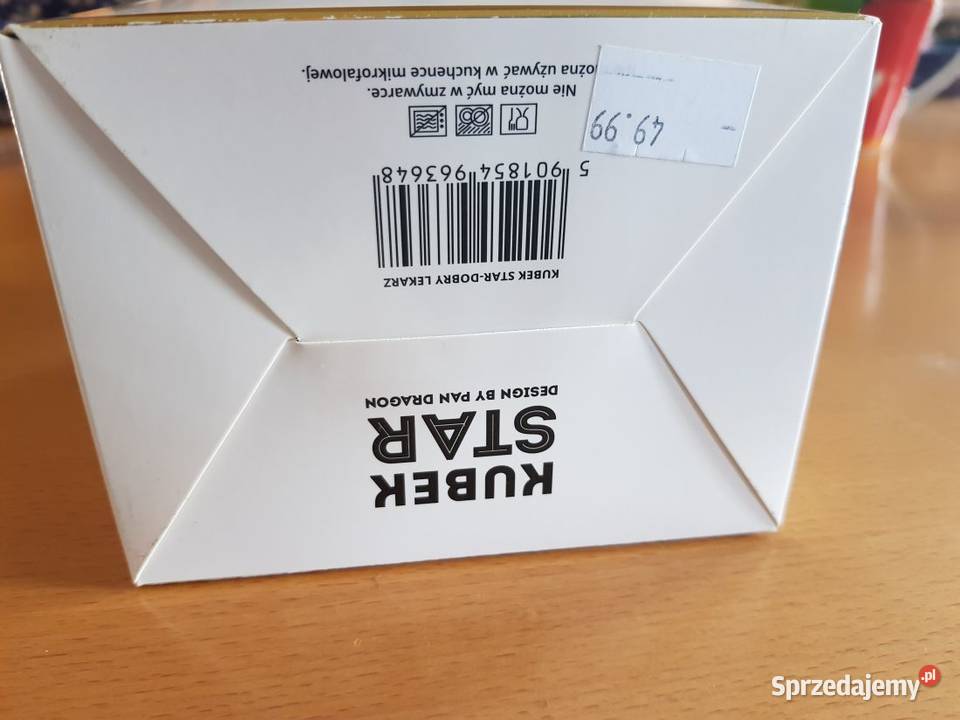 KUBEK
STAR
DESIGN BY PAN DRAGON
KUBEK STAR-DOBRY LEKARZ
5 901854 963648
Nie można myć w zmywarce.
ożna używać w kuchence mikrofalowej.
49.99
Sprzedajemy.pl